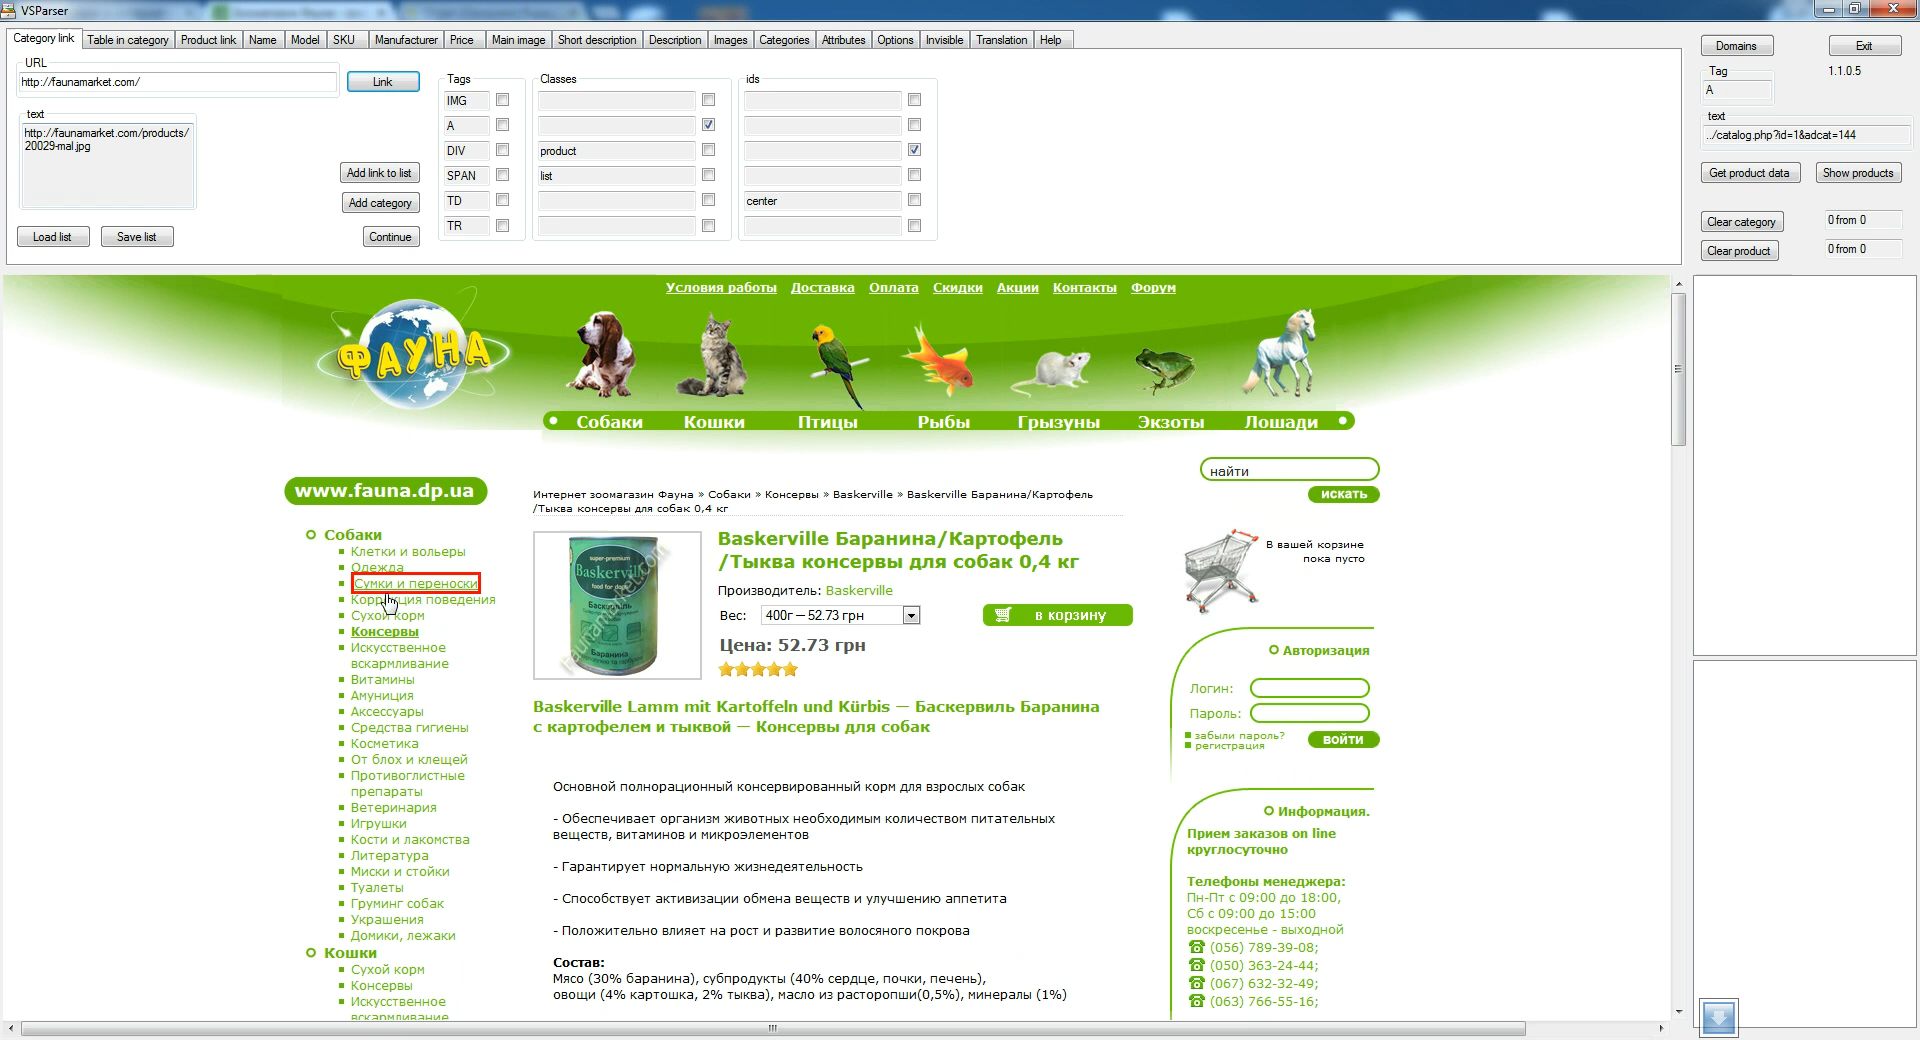 VSParser
Category link
Table in category
Product link
Name
Model
SKU
Manufacturer
Price
Main image
Short description
Description
Images
Categories
Attributes
Options
Invisible
Translation
Help
URL
http://faunamarket.com/
Link
text
http://faunamarket.com/products/
20029-mal.jpg
Add link to list
Add category
Load list
Save list
Continue
Tags
IMG
A
DIV
SPAN
TD
TR
Classes
product
list
ids
center
Domains
Exit
Tag
1.1.0.5
A
text
../catalog.php?id=1&adcat=144
Get product data
Show products
Clear category
0 from 0
Clear product
0 from 0
Условия работы
Доставка
Оплата
Скидки
Акции
Контакты
Форум
ФАУНА
Собаки
Кошки
Птицы
Рыбы
Грызуны
Экзоты
Лошади
www.fauna.dp.ua
Собаки
Клетки и вольеры
Одежда
Сумки и переноски
Коррекция поведения
Сухой корм
Консервы
Искусственное
вскармливание
Витамины
Амуниция
Аксессуары
Средства гигиены
Косметика
От блох и клещей
Противоглистные
препараты
Ветеринария
Игрушки
Кости и лакомства
Литература
Миски и стойки
Туалеты
Груминг собак
Украшения
Домики, лежаки
Кошки
Сухой корм
Консервы
Искусственное
вскармливание
Интернет зоомагазин Фауна » Собаки » Консервы » Baskerville » Baskerville Баранина/Картофель
/Тыква консервы для собак 0,4 кг
super-premium
Baskerville
food for dogs
Баскервіль
Баранина
faunamarket.com
Baskerville Баранина/Картофель
/Тыква консервы для собак 0,4 кг
Производитель: Baskerville
Вес:
400г — 52.73 грн
в корзину
Цена: 52.73 грн
Baskerville Lamm mit Kartoffeln und Kürbis — Баскервиль Баранина
с картофелем и тыквой — Консервы для собак
Основной полнорационный консервированный корм для взрослых собак
- Обеспечивает организм животных необходимым количеством питательных
веществ, витаминов и микроэлементов
- Гарантирует нормальную жизнедеятельность
- Способствует активизации обмена веществ и улучшению аппетита
- Положительно влияет на рост и развитие волосяного покрова
Состав:
Мясо (30% баранина), субпродукты (40% сердце, почки, печень),
овощи (4% картошка, 2% тыква), масло из расторопши(0,5%), минералы (1%)
найти
искать
В вашей корзине
пока пусто
Авторизация
Логин:
Пароль:
забыли пароль?
регистрация
войти
Информация.
Прием заказов on line
круглосуточно
Телефоны менеджера:
Пн-Пт с 09:00 до 18:00,
Сб с 09:00 до 15:00
воскресенье - выходной
(056) 789-39-08;
(050) 363-24-44;
(067) 632-32-49;
(063) 766-55-16;